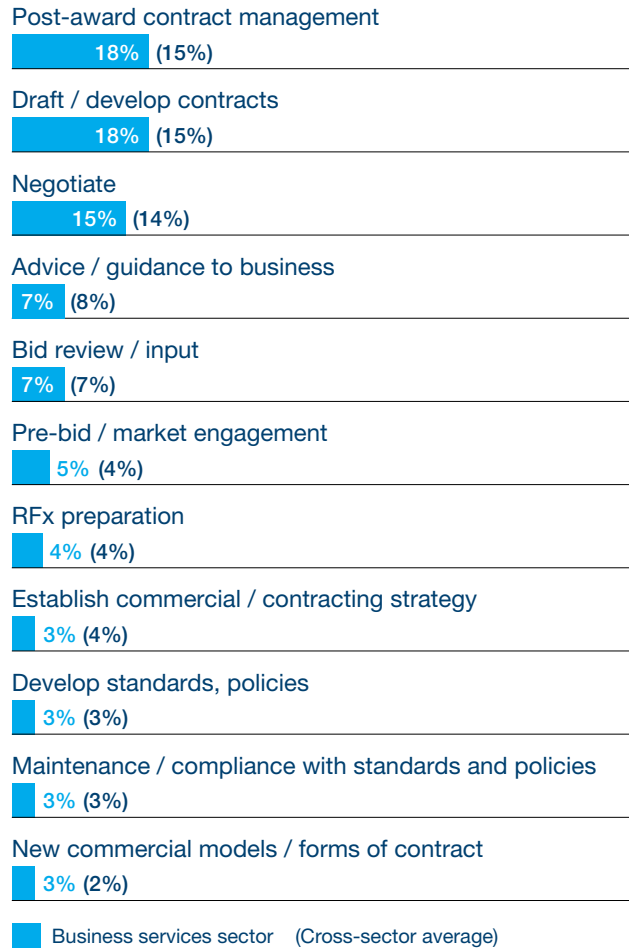 Post-award contract management
18% (15%)
Draft / develop contracts
18% (15%)
Negotiate
15% (14%)
Advice / guidance to business
7% (8%)
Bid review / input
7% (7%)
Pre-bid / market engagement
5% (4%)
RFx preparation
4% (4%)
Establish commercial / contracting strategy
3% (4%)
Develop standards, policies
3% (3%)
Maintenance / compliance with standards and policies
3% (3%)
New commercial models / forms of contract
3% (2%)
Business services sector (Cross-sector average)